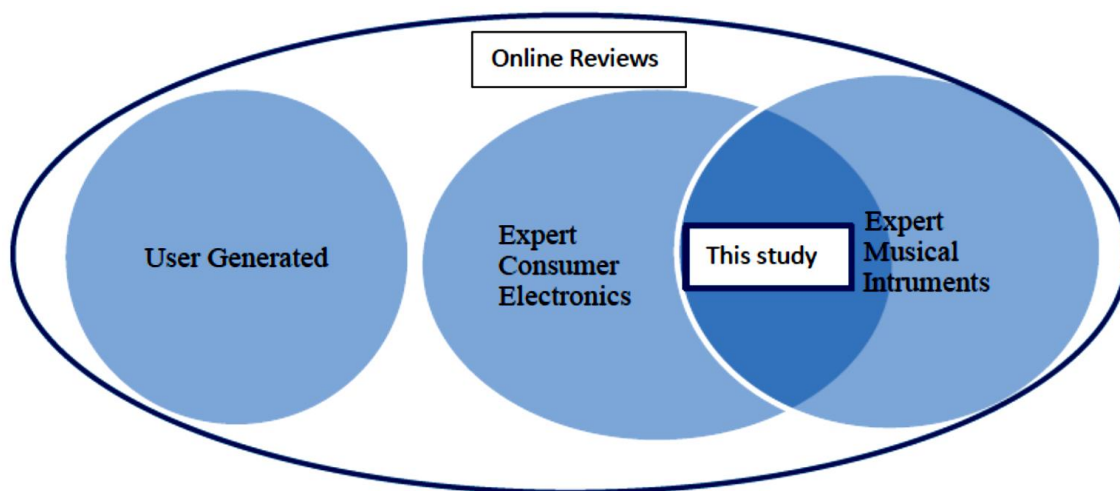 Online Reviews
User Generated
Expert
Consumer
Electronics
This study
Expert
Musical
Intruments